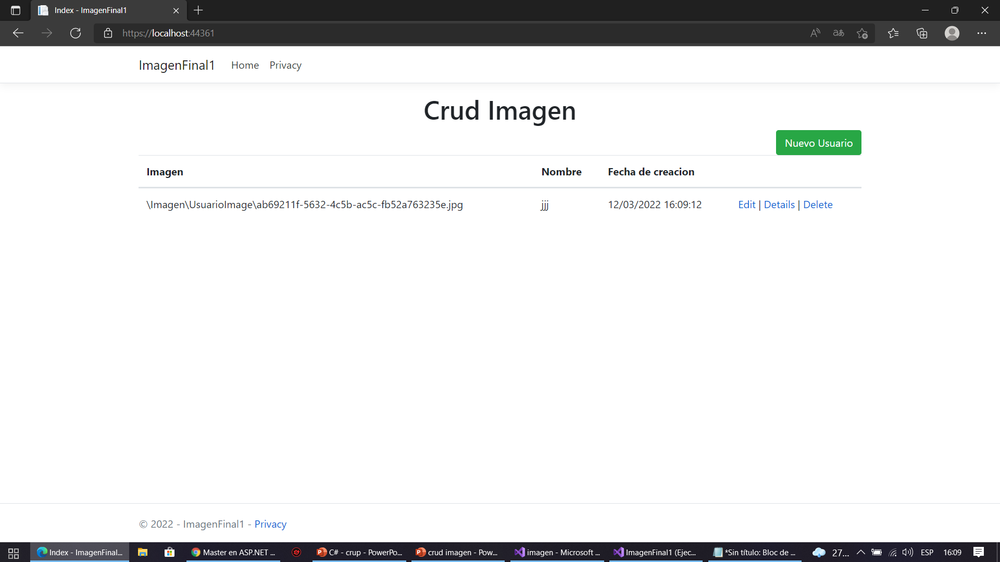 Index - ImagenFinal1
https://localhost:44361
ImagenFinal1 Home Privacy
Crud Imagen
Nuevo Usuario
Imagen Nombre Fecha de creacion
\Imagen\UsuarioImage\ab69211f-5632-4c5b-ac5c-fb52a763235e.jpg jjj 12/03/2022 16:09:12 Edit | Details | Delete
© 2022 - ImagenFinal1 - Privacy
Index - ImagenFinal... Master en ASP.NET ... C# - crup - PowerPo... crud imagen - Pow... imagen - Microsoft ... ImagenFinal1 (Ejec... *Sin título: Bloc de ... 27... ESP 16:09